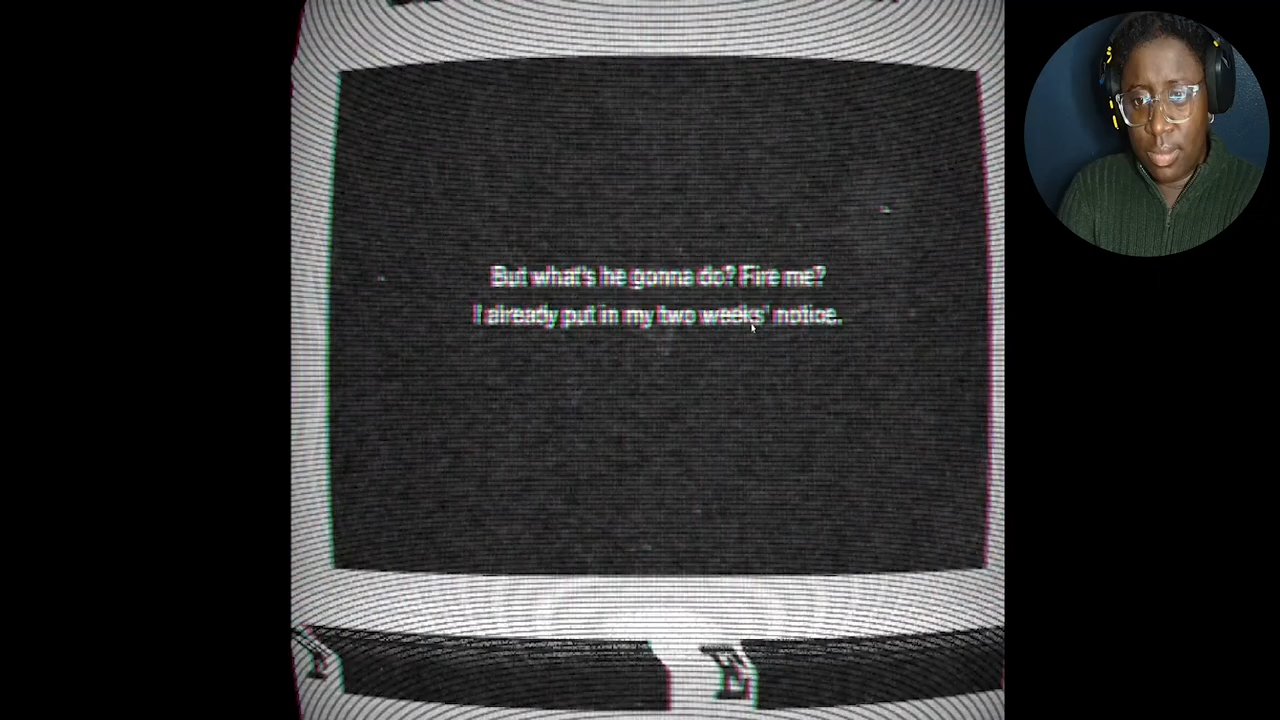 But what's he gonna do? Fire me?
I already put in my two weeks' notice.
E